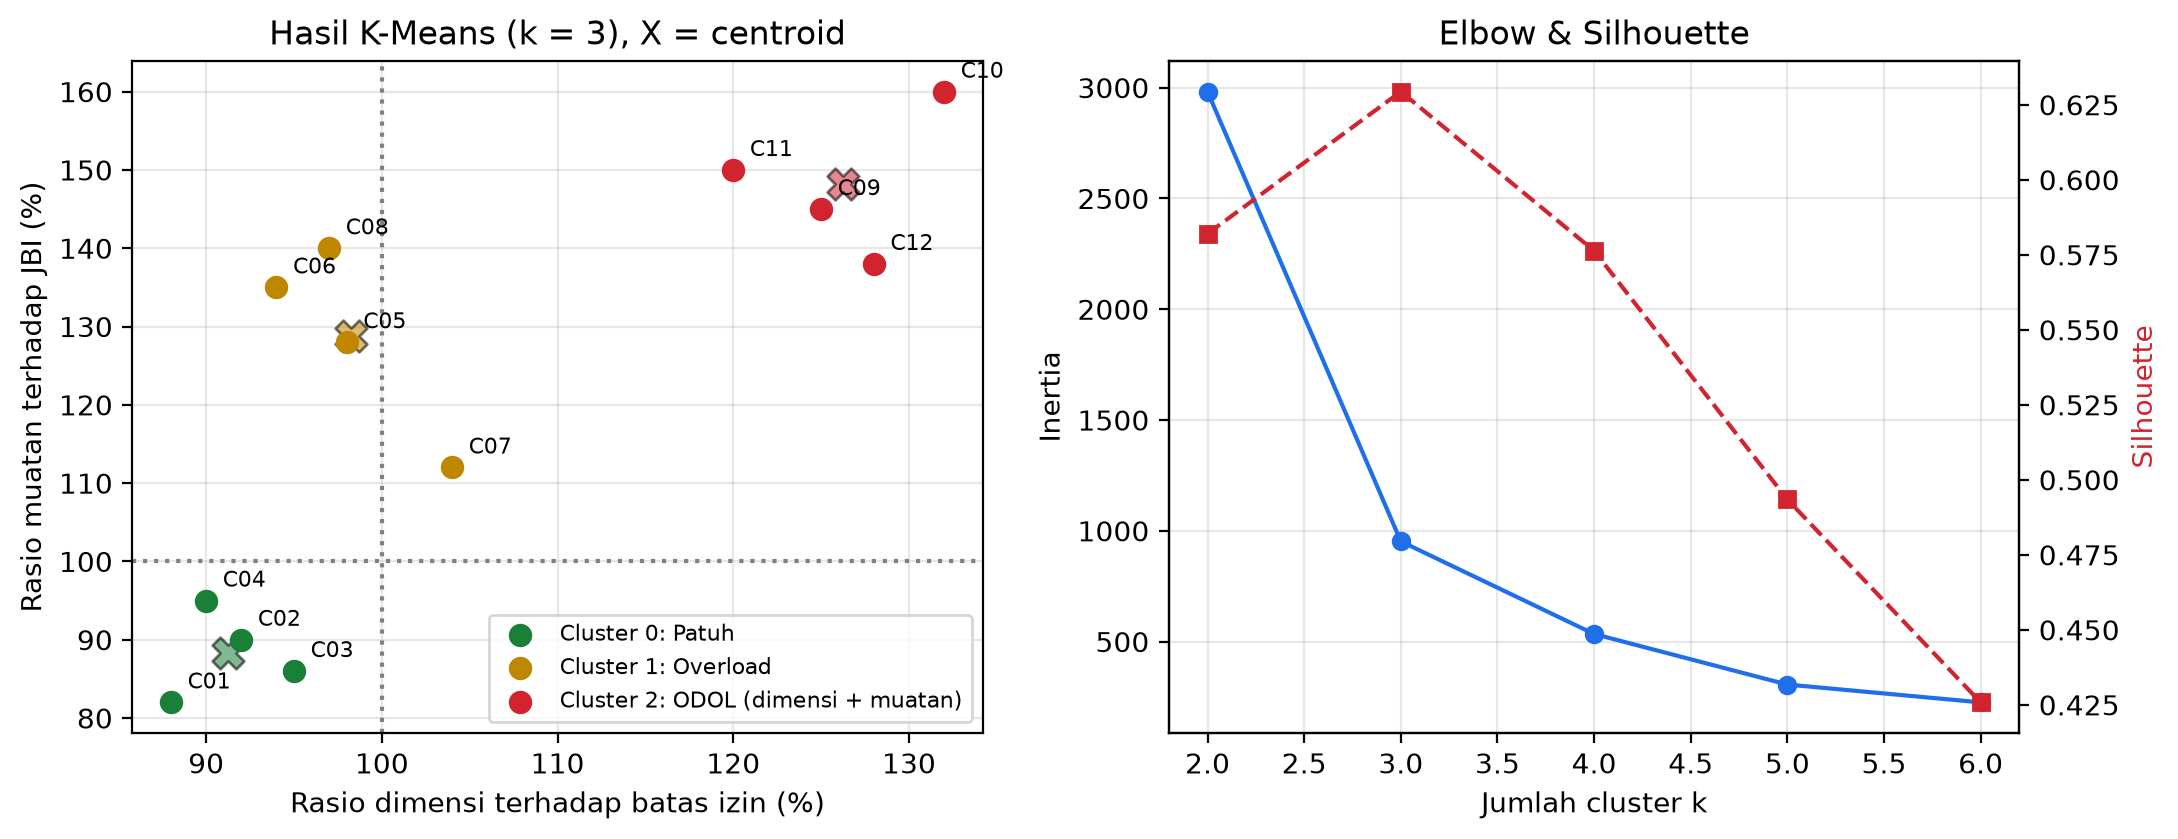 Hasil K-Means (k = 3), X = centroid
Rasio muatan terhadap JBI (%)
160
150
140
130
120
110
100
90
80
C10
C11
C09
C08
C12
C06
C05
C07
C04
C02
C03
C01
Cluster 0: Patuh
Cluster 1: Overload
Cluster 2: ODOL (dimensi + muatan)
90
100
110
120
130
Rasio dimensi terhadap batas izin (%)
Elbow & Silhouette
Inertia
3000
2500
2000
1500
1000
500
0.625
0.600
0.575
0.550
0.525
0.500
0.475
0.450
0.425
Silhouette
2.0
2.5
3.0
3.5
4.0
4.5
5.0
5.5
6.0
Jumlah cluster k